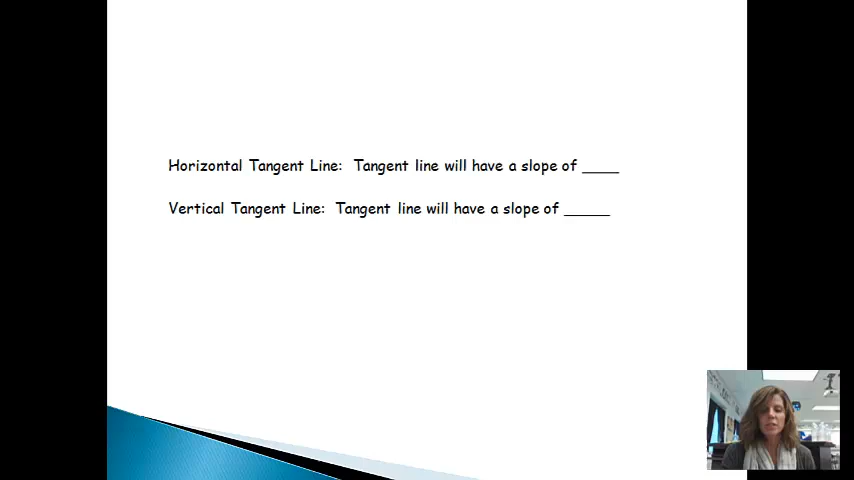 Horizontal Tangent Line: Tangent line will have a slope of ____
Vertical Tangent Line: Tangent line will have a slope of _____